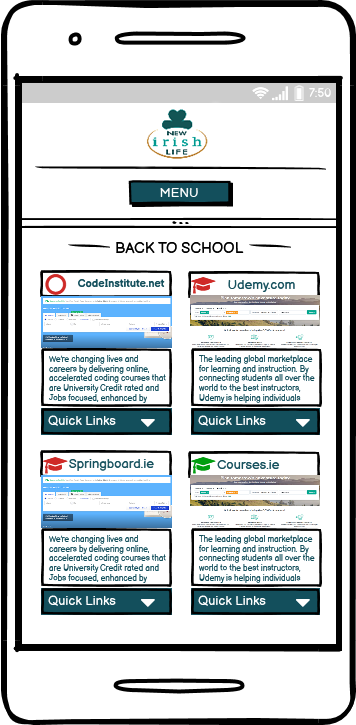 7:50
NEW
irish
LIFE
MENU
BACK TO SCHOOL
CodeInstitute.net
We're changing lives and
careers by delivering online,
accelerated coding courses that
are University Credit rated and
Jobs focused, enhanced by
Quick Links
Udemy.com
The leading global marketplace
for learning and instruction. By
connecting students all over the
world to the best instructors,
Udemy is helping individuals
Quick Links
Springboard.ie
We're changing lives and
careers by delivering online,
accelerated coding courses that
are University Credit rated and
Jobs focused, enhanced by
Quick Links
Courses.ie
The leading global marketplace
for learning and instruction. By
connecting students all over the
world to the best instructors,
Udemy is helping individuals
Quick Links